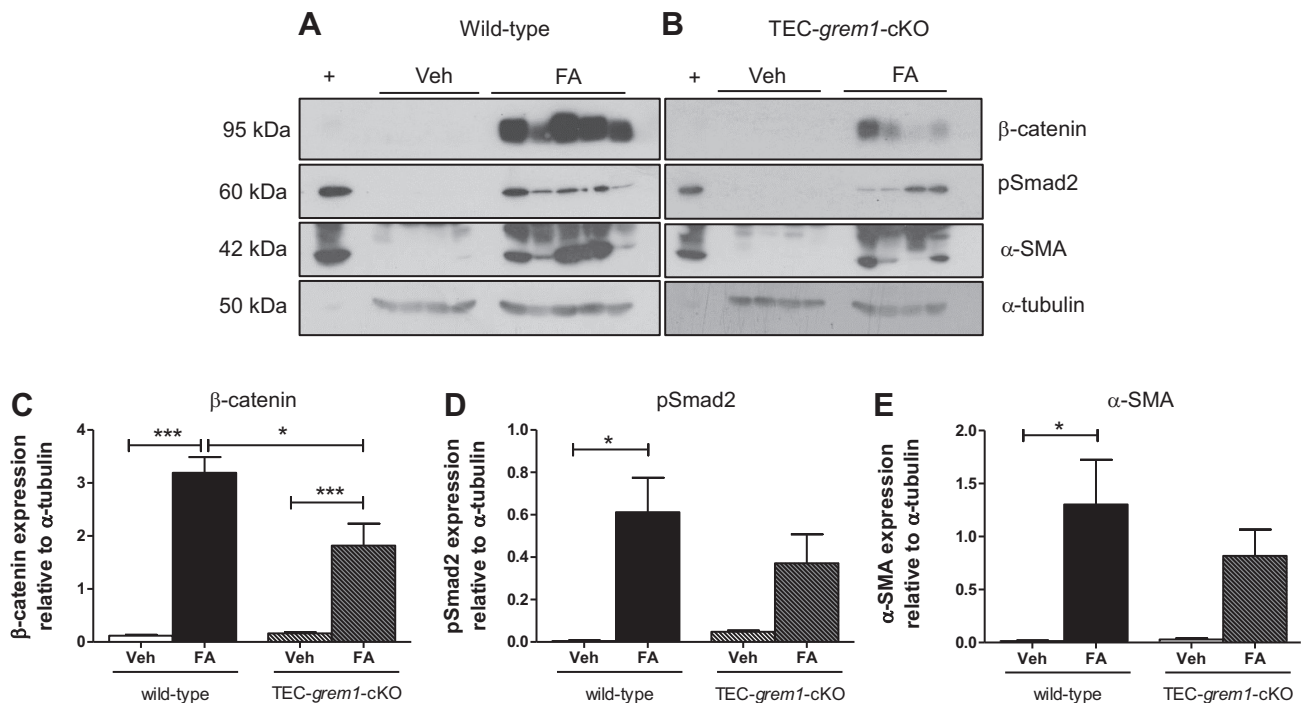 A Wild-type B TEC-grem1-cKO
+ Veh FA + Veh FA
95 kDa β-catenin
60 kDa pSmad2
42 kDa α-SMA
50 kDa α-tubulin
C β-catenin
β-catenin expression
relative to α-tubulin
4
3
2
1
0
*** *
***
Veh FA Veh FA
wild-type TEC-grem1-cKO
D pSmad2
pSmad2 expression
relative to α-tubulin
1.0
0.8
0.6
0.4
0.2
0.0
*
Veh FA Veh FA
wild-type TEC-grem1-cKO
E α-SMA
α-SMA expression
relative to α-tubulin
2.0
1.5
1.0
0.5
0.0
*
Veh FA Veh FA
wild-type TEC-grem1-cKO